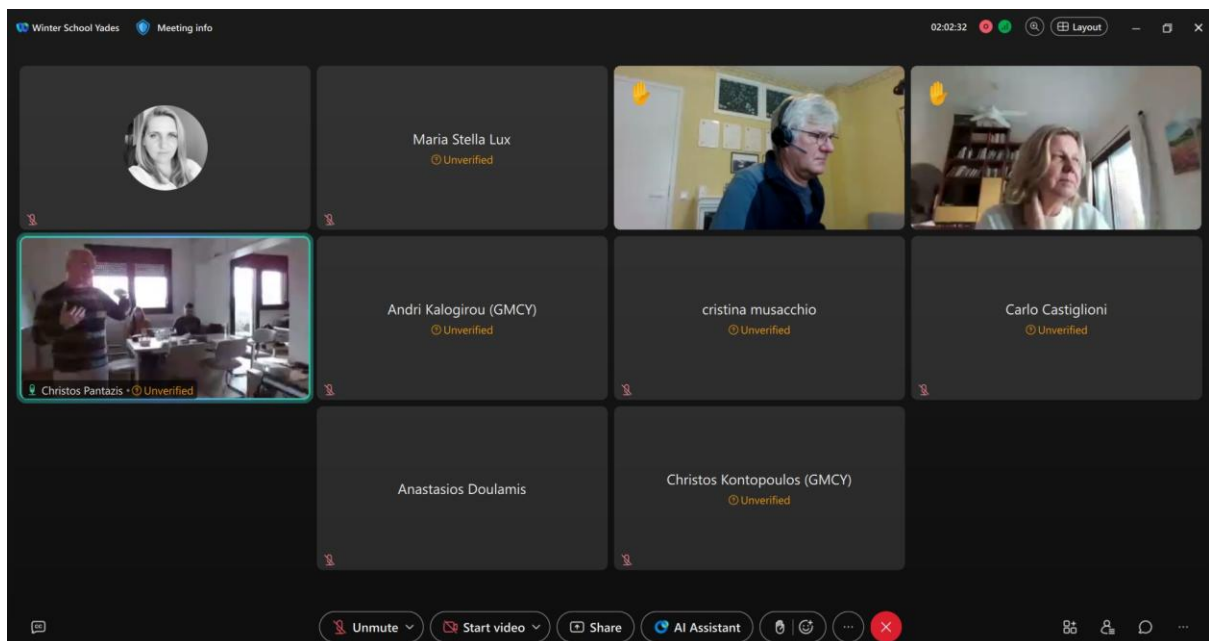 Winter School Yades
Meeting info
02:02:32
Layout
Maria Stella Lux
Unverified
Christos Pantazis • Unverified
Andri Kalogirou (GMCY)
Unverified
cristina musacchio
Unverified
Carlo Castiglioni
Unverified
Anastasios Doulamis
Christos Kontopoulos (GMCY)
Unverified
CC
Unmute
Start video
Share
AI Assistant